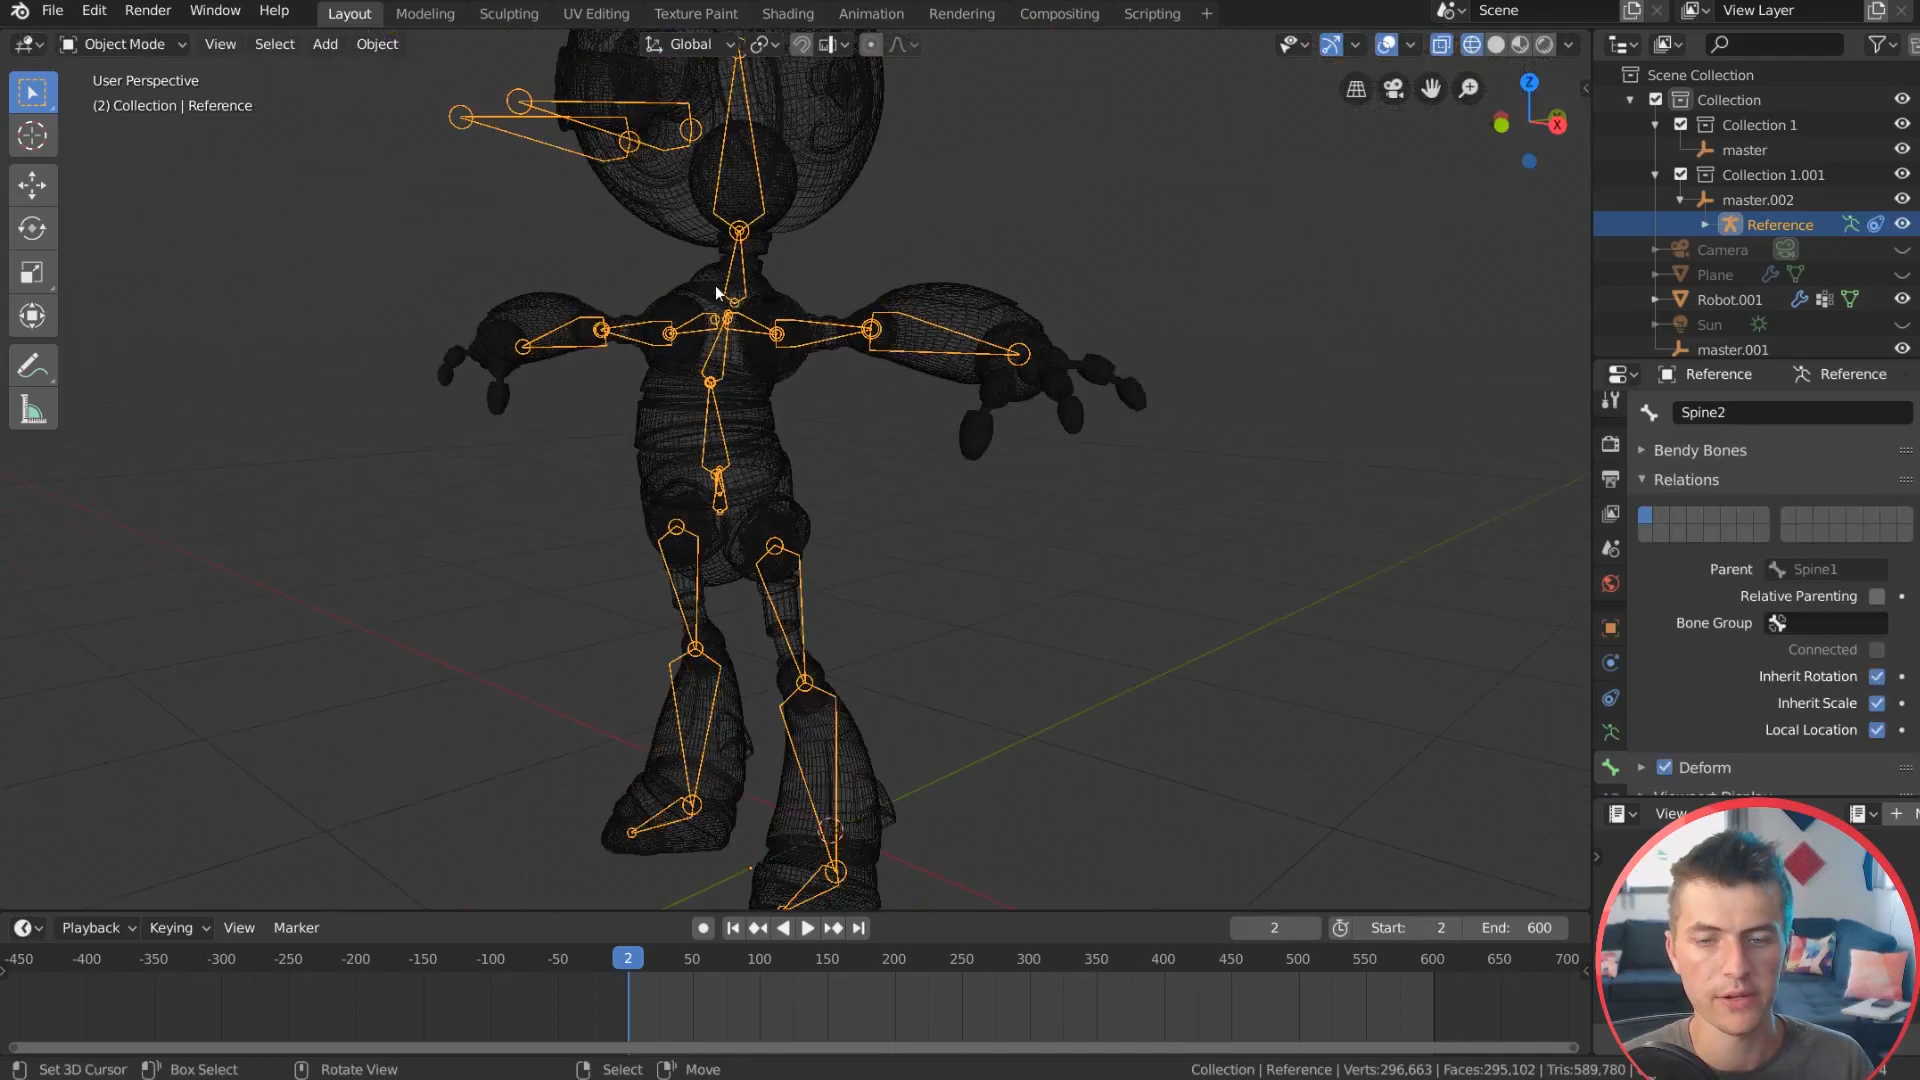 File Edit Render Window Help Layout Modeling Sculpting UV Editing Texture Paint Shading Animation Rendering Compositing Scripting + Scene View Layer
Object Mode View Select Add Object Global
User Perspective
(2) Collection | Reference
Z
X
Scene Collection
Collection
Collection 1
master
Collection 1.001
master.002
Reference
Camera
Plane
Robot.001
Sun
master.001
Reference Reference
Spine2
Bendy Bones
Relations
Parent Spine1
Relative Parenting
Bone Group
Connected
Inherit Rotation
Inherit Scale
Local Location
Deform
View
Playback Keying View Marker 2 Start: 2 End: 600
-450 -400 -350 -300 -250 -200 -150 -100 -50 2 50 100 150 200 250 300 350 400 450 500 550 600 650 700
Set 3D Cursor Box Select Rotate View Select Move Collection | Reference | Verts:296,663 | Faces:295,102 | Tris:589,780 |